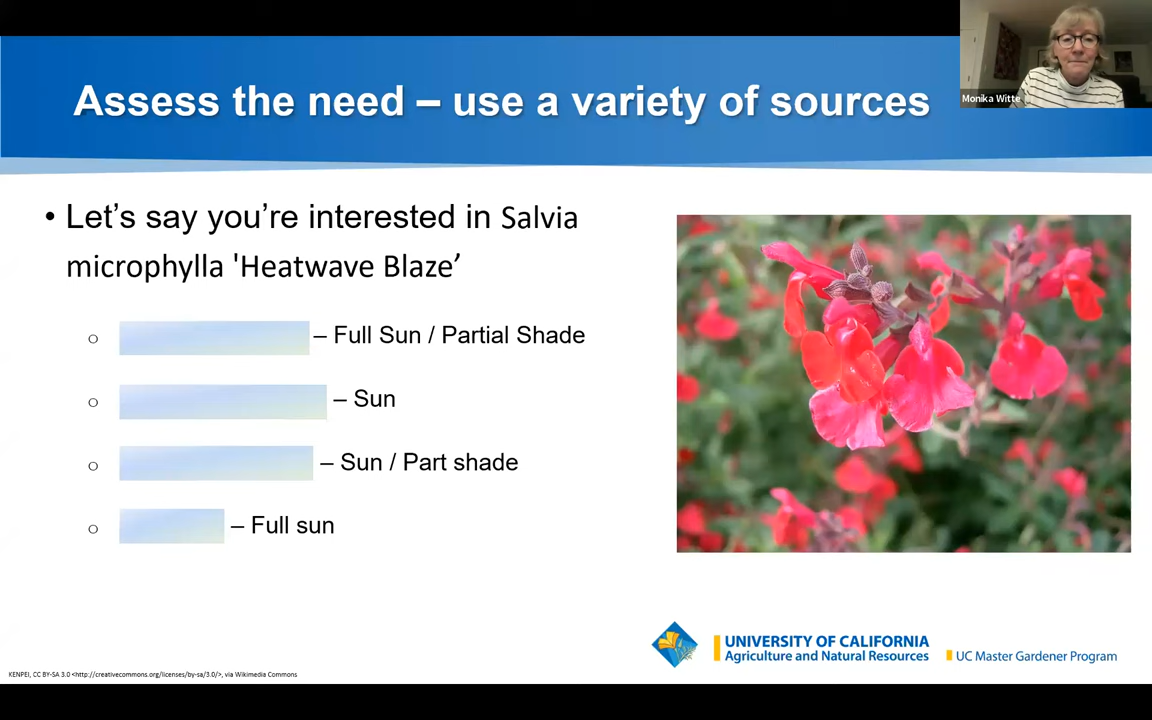 Assess the need – use a variety of sources
Monika Witte
• Let’s say you’re interested in Salvia
microphylla 'Heatwave Blaze’
o – Full Sun / Partial Shade
o – Sun
o – Sun / Part shade
o – Full sun
UNIVERSITY OF CALIFORNIA
Agriculture and Natural Resources
UC Master Gardener Program
KENPEI, CC BY-SA 3.0 <http://creativecommons.org/licenses/by-sa/3.0/>, via Wikimedia Commons